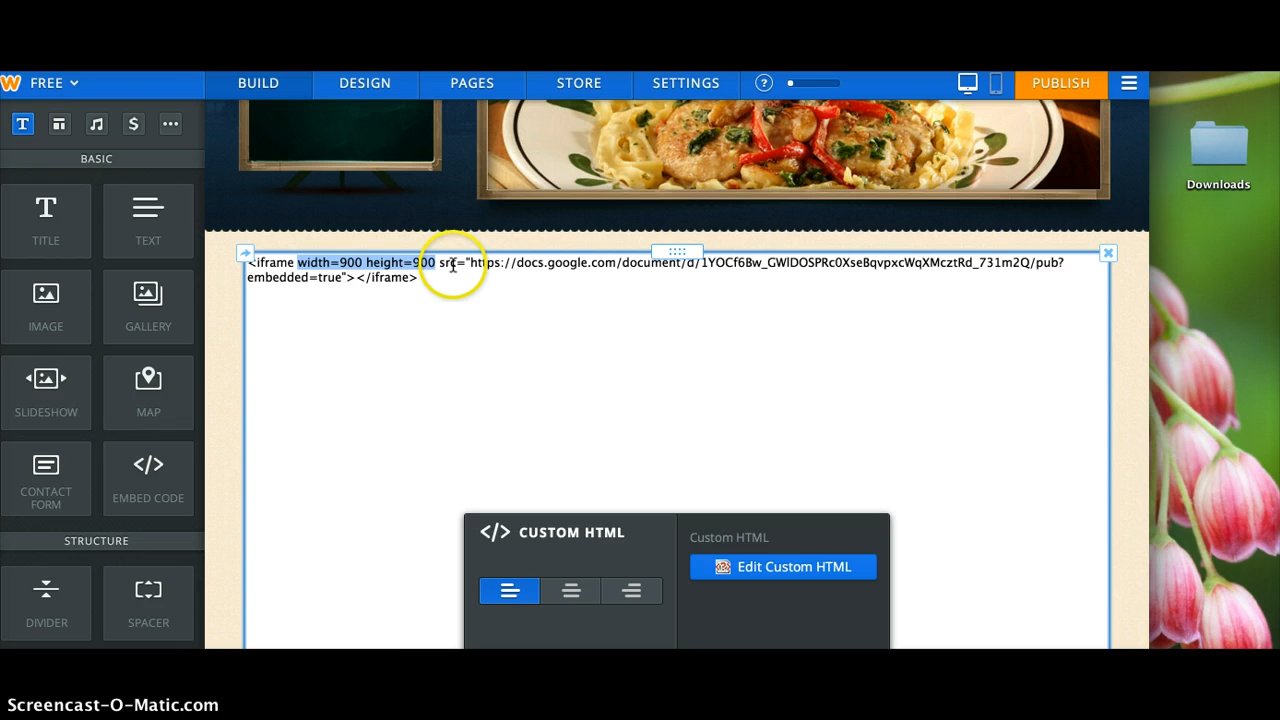 FREE
BUILD
DESIGN
PAGES
STORE
SETTINGS
?
PUBLISH
BASIC
TITLE
TEXT
IMAGE
GALLERY
SLIDESHOW
MAP
CONTACT
FORM
EMBED CODE
STRUCTURE
DIVIDER
SPACER
<iframe width=900 height=900 src="https://docs.google.com/document/d/1YOCf6Bw_GWlDOSPRc0XseBqvpxcWqXMcztRd_731m2Q/pub?
embedded=true"></iframe>
</> CUSTOM HTML
Custom HTML
Edit Custom HTML
Downloads
Screencast-O-Matic.com